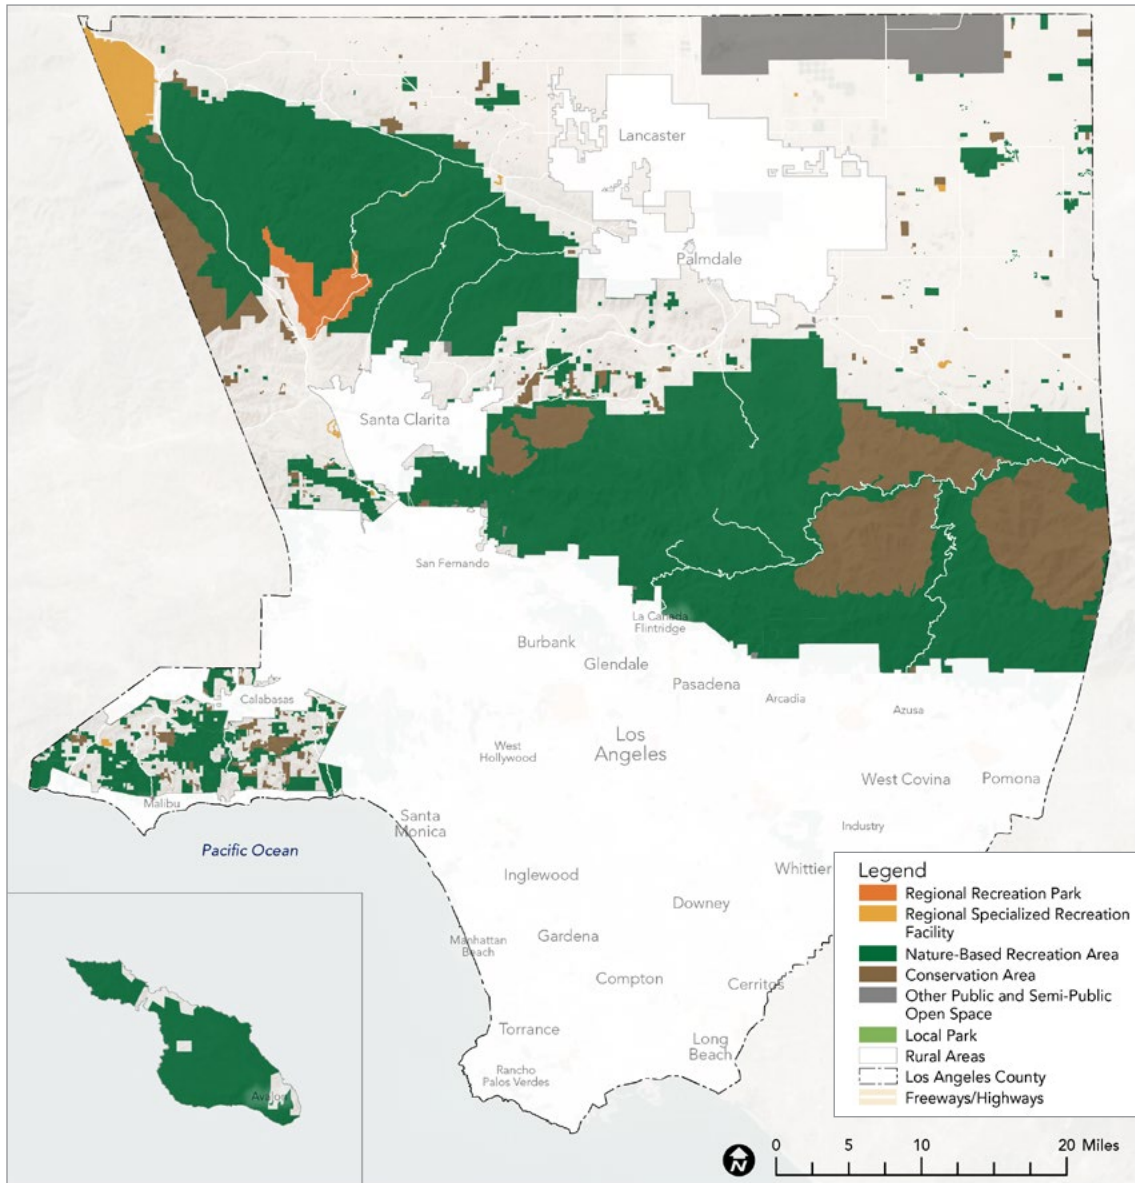 Lancaster
Palmdale
Santa Clarita
San Fernando
La Cañada
Flintridge
Burbank
Glendale
Pasadena
Arcadia
Azusa
Calabasas
West
Hollywood
Los
Angeles
West Covina
Pomona
Malibu
Santa
Monica
Industry
Pacific Ocean
Whittier
Inglewood
Downey
Manhattan
Beach
Gardena
Compton
Cerritos
Torrance
Long
Beach
Rancho
Palos Verdes
Avalon
Legend
Regional Recreation Park
Regional Specialized Recreation
Facility
Nature-Based Recreation Area
Conservation Area
Other Public and Semi-Public
Open Space
Local Park
Rural Areas
Los Angeles County
Freeways/Highways
N
0 5 10 20 Miles